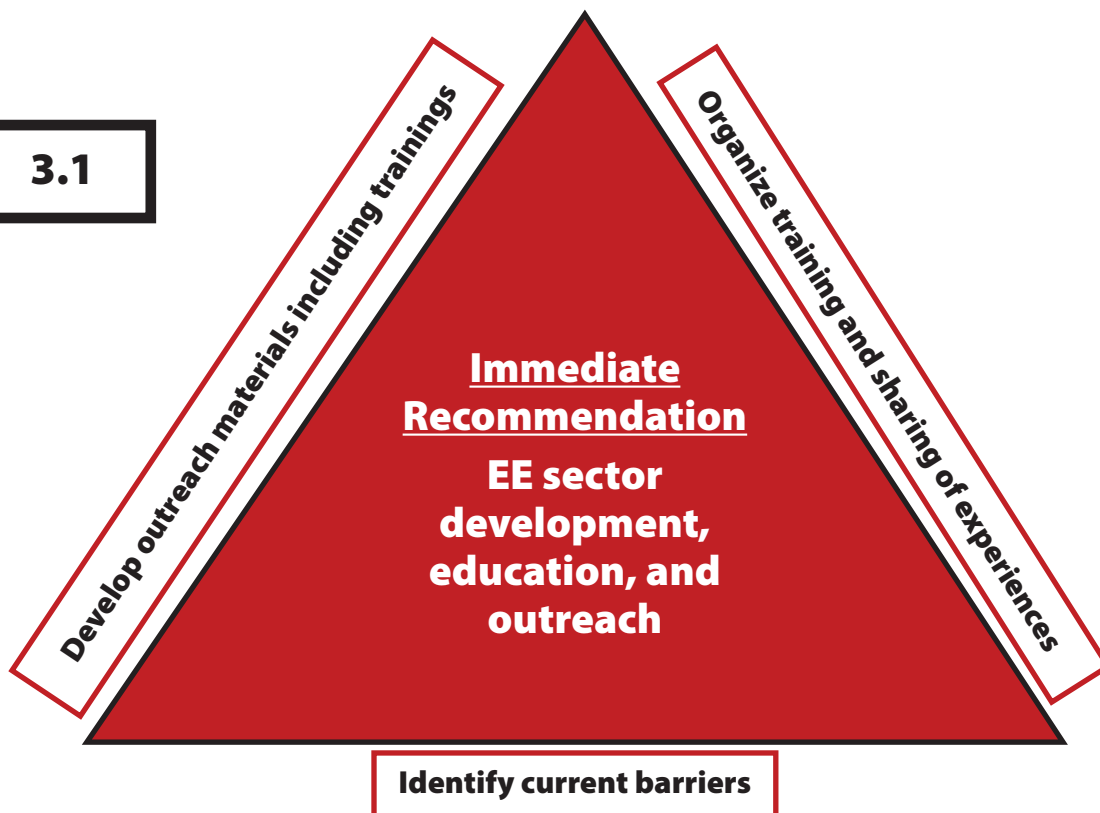 3.1
Develop outreach materials including trainings
Organize training and sharing of experiences
Immediate
Recommendation
EE sector
development,
education, and
outreach
Identify current barriers